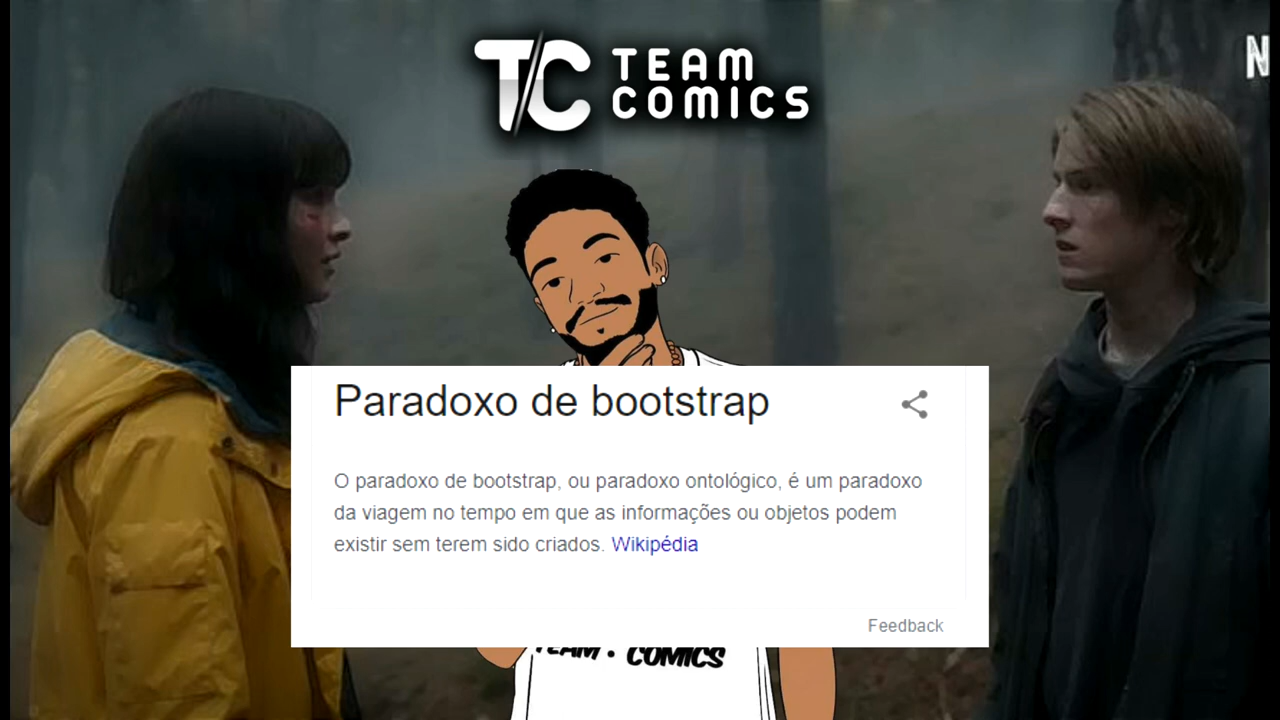 TC TEAM
COMICS
N
Paradoxo de bootstrap
O paradoxo de bootstrap, ou paradoxo ontológico, é um paradoxo
da viagem no tempo em que as informações ou objetos podem
existir sem terem sido criados. Wikipédia
Feedback
TEAM · COMICS